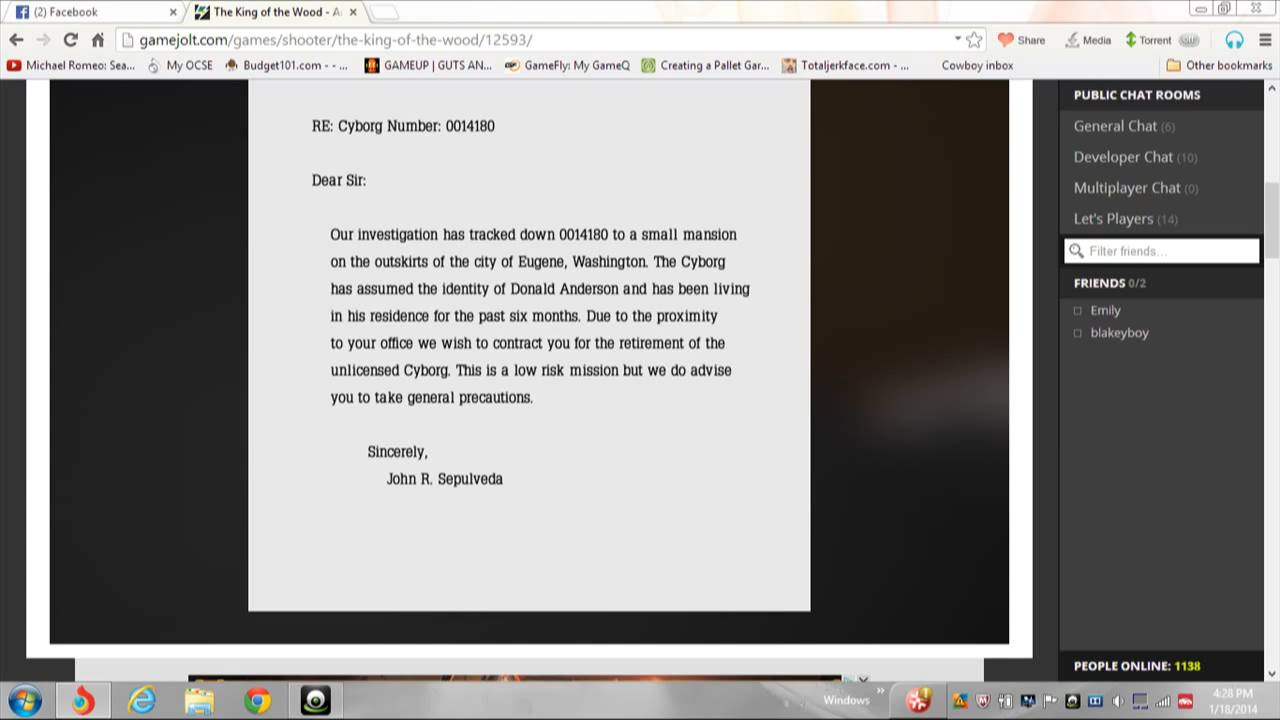 (2) Facebook
The King of the Wood - A
gamejolt.com/games/shooter/the-king-of-the-wood/12593/
Share
Media
Torrent
Michael Romeo: Sea...
My OCSE
Budget101.com - - ...
GAMEUP | GUTS AN...
GameFly: My GameQ
Creating a Pallet Gar...
Totaljerkface.com - ...
Cowboy inbox
Other bookmarks
RE: Cyborg Number: 0014180
Dear Sir:
Our investigation has tracked down 0014180 to a small mansion
on the outskirts of the city of Eugene, Washington. The Cyborg
has assumed the identity of Donald Anderson and has been living
in his residence for the past six months. Due to the proximity
to your office we wish to contract you for the retirement of the
unlicensed Cyborg. This is a low risk mission but we do advise
you to take general precautions.
Sincerely,
John R. Sepulveda
PUBLIC CHAT ROOMS
General Chat (6)
Developer Chat (10)
Multiplayer Chat (0)
Let's Players (14)
Filter friends...
FRIENDS 0/2
Emily
blakeyboy
PEOPLE ONLINE: 1138
Windows
4:28 PM
1/18/2014